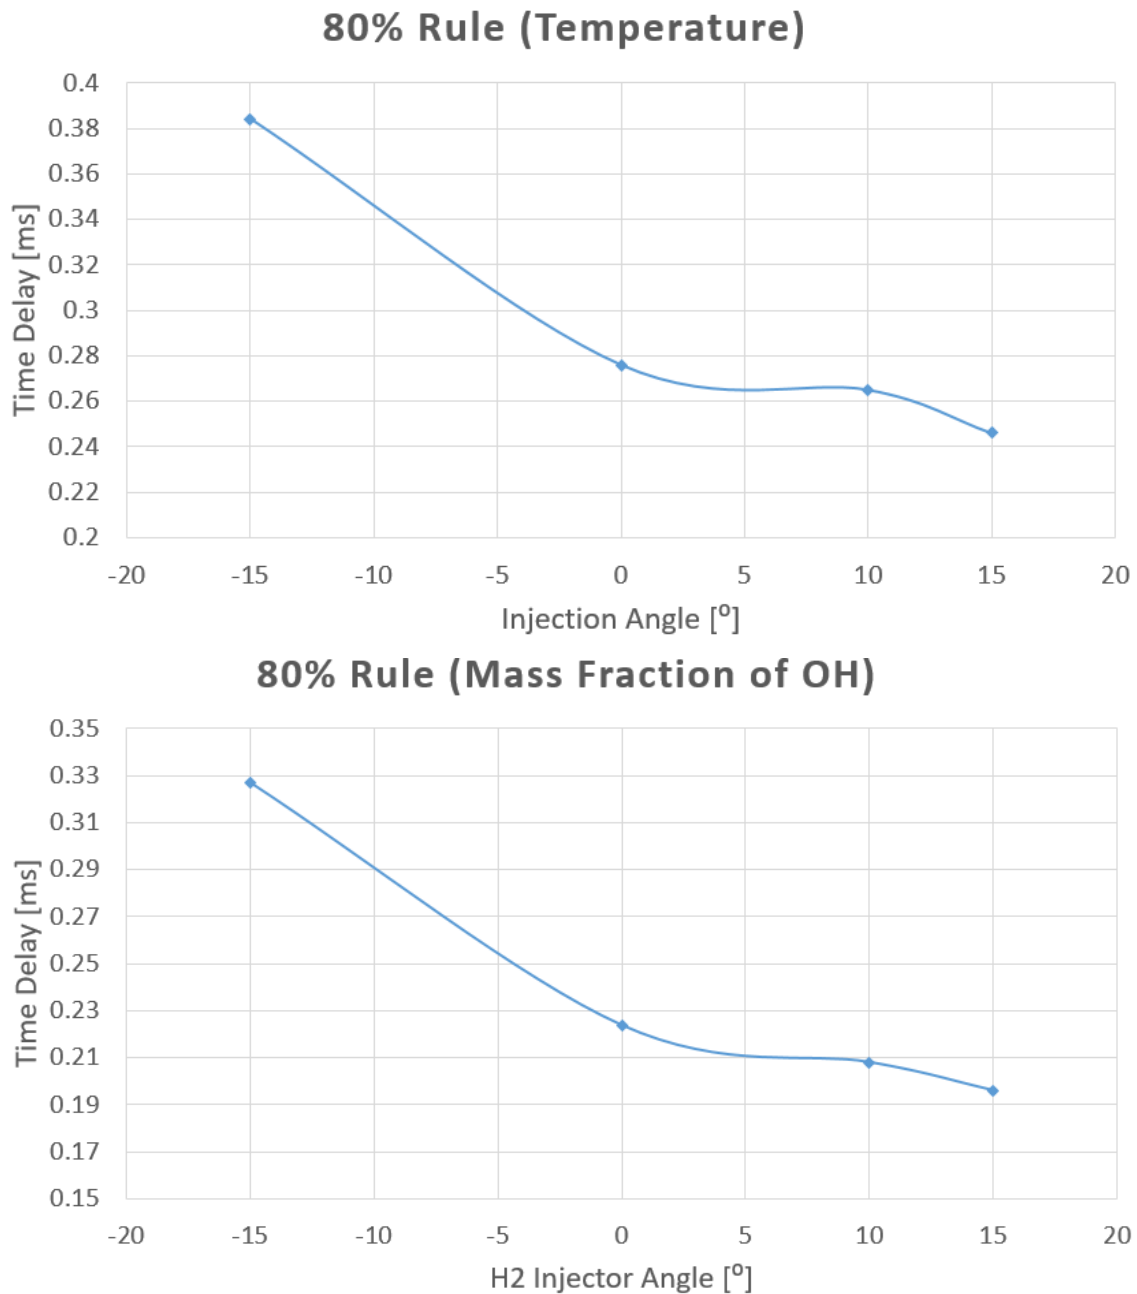 80% Rule (Temperature)
Time Delay [ms]
0.4
0.38
0.36
0.34
0.32
0.3
0.28
0.26
0.24
0.22
0.2
-20 -15 -10 -5 0 5 10 15 20
Injection Angle [⁰]
80% Rule (Mass Fraction of OH)
Time Delay [ms]
0.35
0.33
0.31
0.29
0.27
0.25
0.23
0.21
0.19
0.17
0.15
-20 -15 -10 -5 0 5 10 15 20
H2 Injector Angle [⁰]